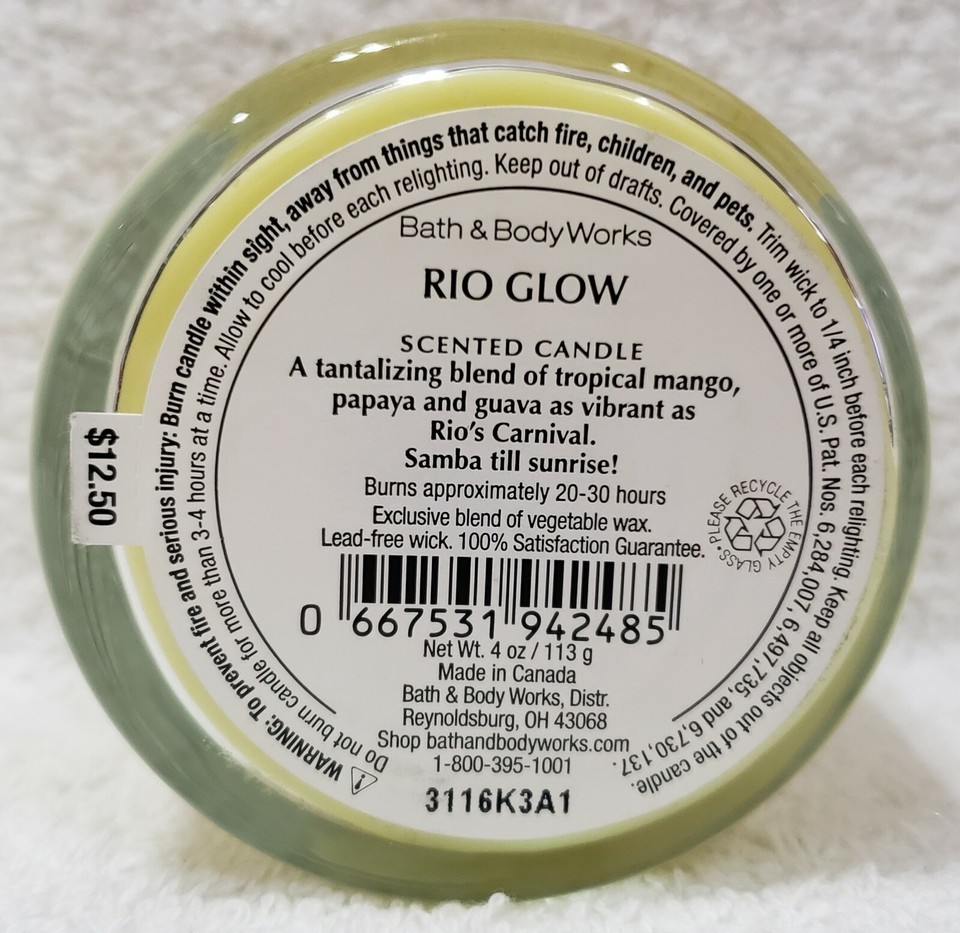 Bath & Body Works
RIO GLOW
SCENTED CANDLE
A tantalizing blend of tropical mango,
papaya and guava as vibrant as
Rio's Carnival.
Samba till sunrise!
Burns approximately 20-30 hours
Exclusive blend of vegetable wax.
Lead-free wick. 100% Satisfaction Guarantee.
0 667531 942485
Net Wt. 4 oz / 113 g
Made in Canada
Bath & Body Works, Distr.
Reynoldsburg, OH 43068
Shop bathandbodyworks.com
1-800-395-1001
3116K3A1
WARNING: To prevent fire and serious injury: Burn candle within sight, away from things that catch fire, children, and pets. Trim wick to 1/4 inch before each relighting. Keep all objects out of the candle.
Do not burn candle for more than 3-4 hours at a time. Allow to cool before each relighting. Keep out of drafts. Covered by one or more of U.S. Pat. Nos. 6,284,007, 6,497,735, and 6,730,137.
PLEASE RECYCLE THE EMPTY GLASS •
$12.50